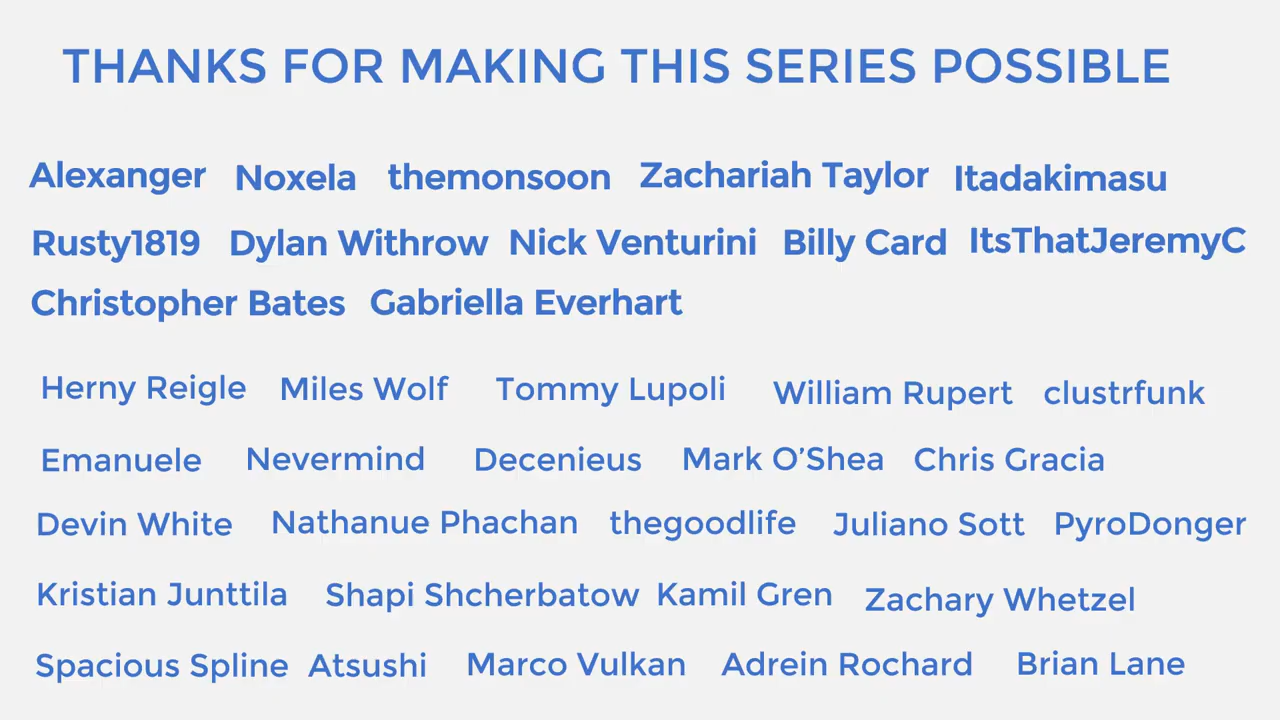 THANKS FOR MAKING THIS SERIES POSSIBLE
Alexanger Noxela themonsoon Zachariah Taylor Itadakimasu
Rusty1819 Dylan Withrow Nick Venturini Billy Card ItsThatJeremyC
Christopher Bates Gabriella Everhart
Herny Reigle Miles Wolf Tommy Lupoli William Rupert clustrfunk
Emanuele Nevermind Decenieus Mark O’Shea Chris Gracia
Devin White Nathanue Phachan thegoodlife Juliano Sott PyroDonger
Kristian Junttila Shapi Shcherbatow Kamil Gren Zachary Whetzel
Spacious Spline Atsushi Marco Vulkan Adrein Rochard Brian Lane